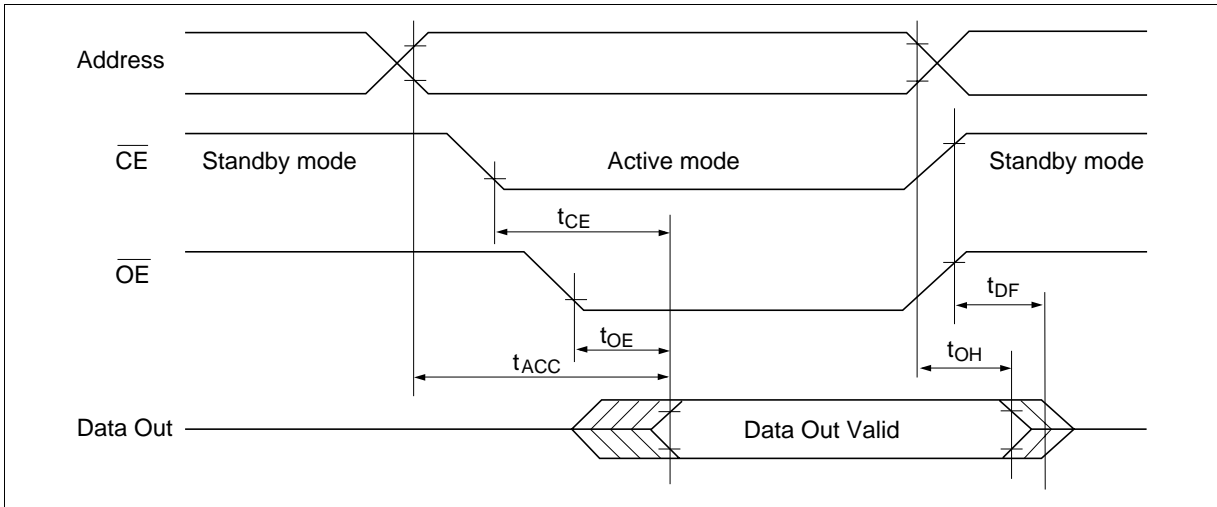 Address
CE Standby mode Active mode Standby mode
tCE
OE
tDF
tOE
tOH
tACC
Data Out Data Out Valid